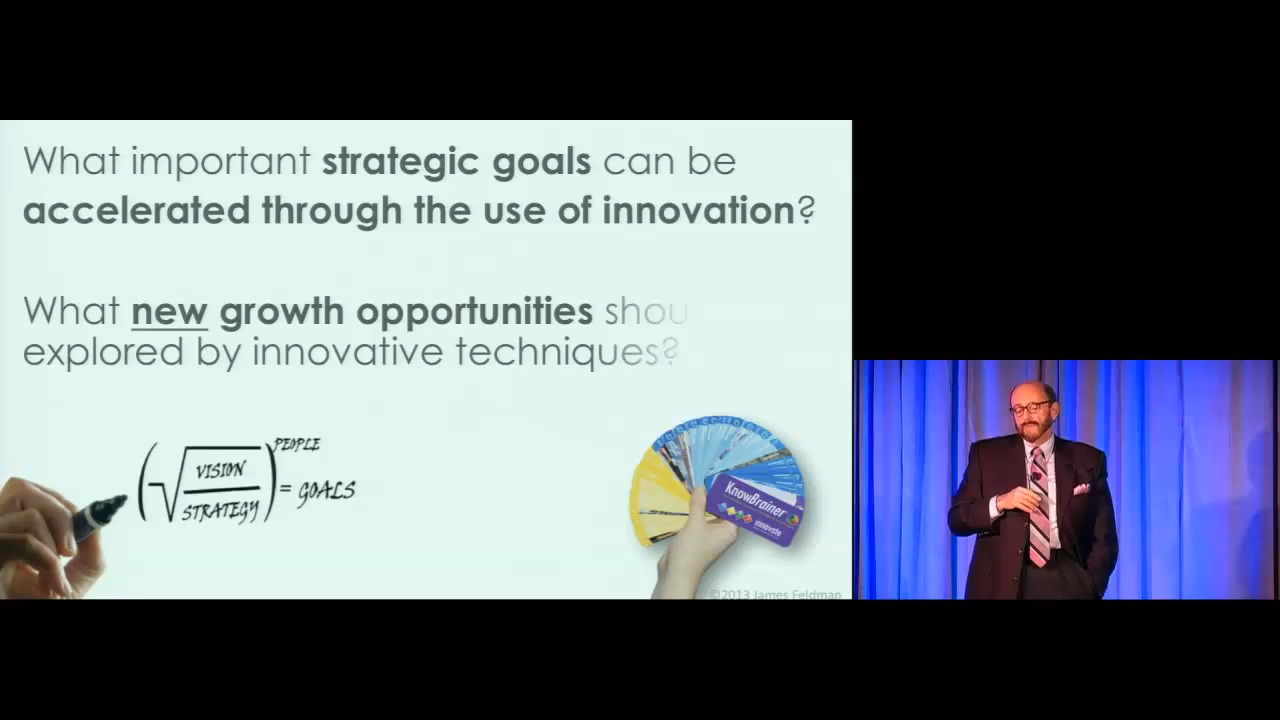 What important strategic goals can be
accelerated through the use of innovation?
What new growth opportunities shou
explored by innovative techniques?
PEOPLE
VISION
STRATEGY
= GOALS
KnowBrainer
innovate
©2013 James Feldman